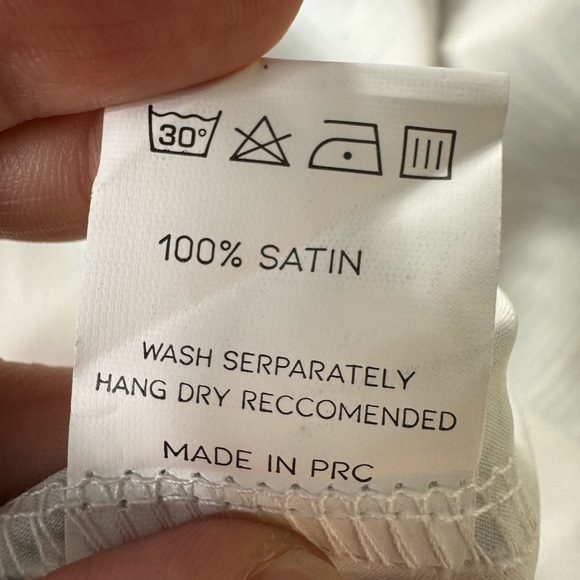 30°
100% SATIN
WASH SERPARATELY
HANG DRY RECCOMENDED
MADE IN PRC